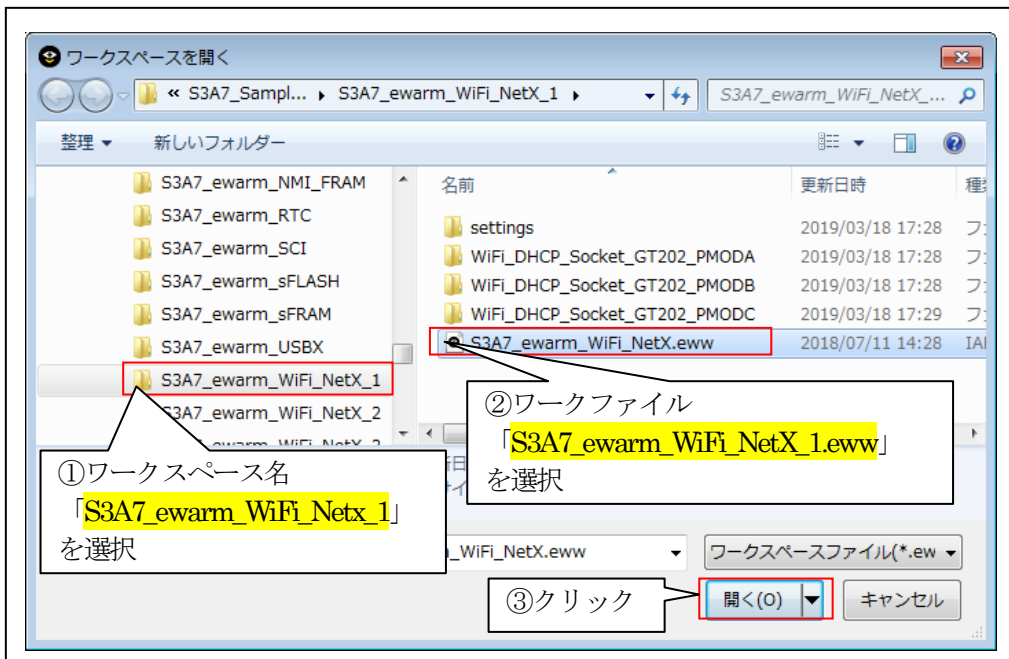 ワークスペースを開く
« S3A7_Sampl... ▸ S3A7_ewarm_WiFi_NetX_1 ▸
S3A7_ewarm_WiFi_NetX_...
整理 ▼ 新しいフォルダー
S3A7_ewarm_NMI_FRAM
S3A7_ewarm_RTC
S3A7_ewarm_SCI
S3A7_ewarm_sFLASH
S3A7_ewarm_sFRAM
S3A7_ewarm_USBX
S3A7_ewarm_WiFi_NetX_1
S3A7_ewarm_WiFi_NetX_2
名前 更新日時
settings 2019/03/18 17:28
WiFi_DHCP_Socket_GT202_PMODA 2019/03/18 17:28
WiFi_DHCP_Socket_GT202_PMODB 2019/03/18 17:28
WiFi_DHCP_Socket_GT202_PMODC 2019/03/18 17:29
S3A7_ewarm_WiFi_NetX.eww 2018/07/11 14:28
①ワークスペース名
「S3A7_ewarm_WiFi_Netx_1」
を選択
②ワークファイル
「S3A7_ewarm_WiFi_NetX_1.eww」
を選択
_WiFi_NetX.eww
ワークスペースファイル(*.ew
③クリック
開く(O)
キャンセル